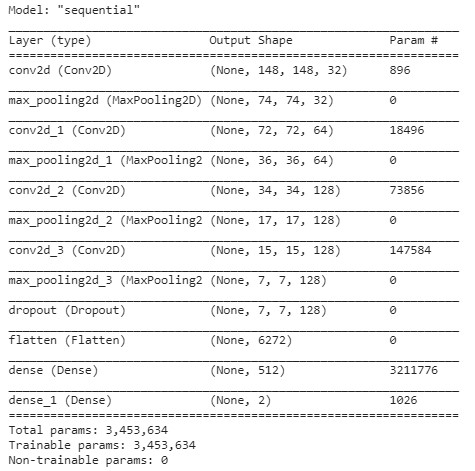 Model: "sequential"
Layer (type) Output Shape Param #
conv2d (Conv2D) (None, 148, 148, 32) 896
max_pooling2d (MaxPooling2D) (None, 74, 74, 32) 0
conv2d_1 (Conv2D) (None, 72, 72, 64) 18496
max_pooling2d_1 (MaxPooling2 (None, 36, 36, 64) 0
conv2d_2 (Conv2D) (None, 34, 34, 128) 73856
max_pooling2d_2 (MaxPooling2 (None, 17, 17, 128) 0
conv2d_3 (Conv2D) (None, 15, 15, 128) 147584
max_pooling2d_3 (MaxPooling2 (None, 7, 7, 128) 0
dropout (Dropout) (None, 7, 7, 128) 0
flatten (Flatten) (None, 6272) 0
dense (Dense) (None, 512) 3211776
dense_1 (Dense) (None, 2) 1026
Total params: 3,453,634
Trainable params: 3,453,634
Non-trainable params: 0